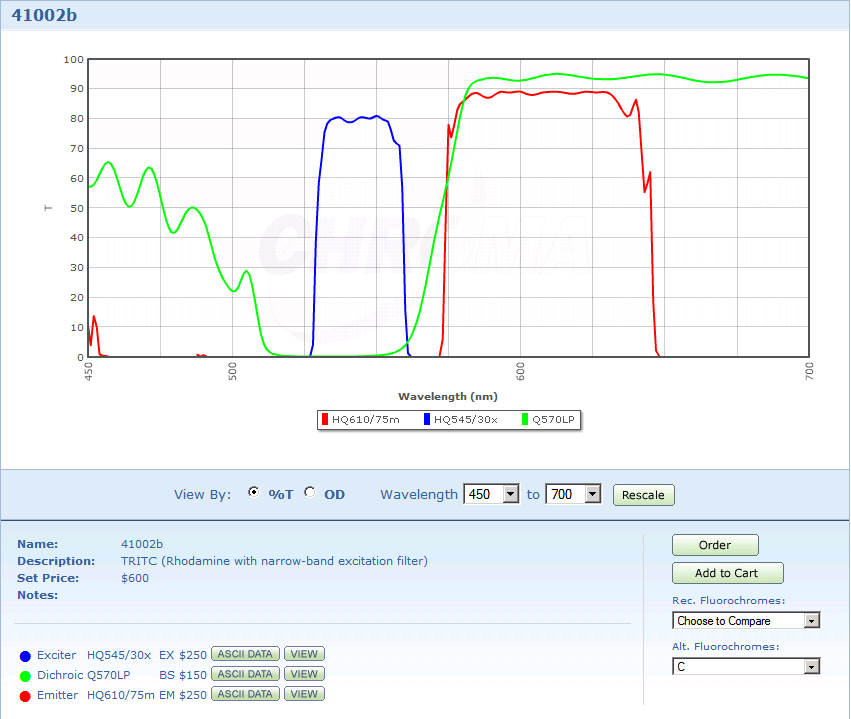 41002b
100
90
80
70
60
50
40
30
20
10
0
T
CHROMA
450
500
600
700
Wavelength (nm)
HQ610/75m HQ545/30x Q570LP
View By: %T OD Wavelength 450 to 700 Rescale
Name: 41002b
Description: TRITC (Rhodamine with narrow-band excitation filter)
Set Price: $600
Notes:
Order
Add to Cart
Rec. Fluorochromes:
Choose to Compare
Alt. Fluorochromes:
C
Exciter HQ545/30x EX $250 ASCII DATA VIEW
Dichroic Q570LP BS $150 ASCII DATA VIEW
Emitter HQ610/75m EM $250 ASCII DATA VIEW